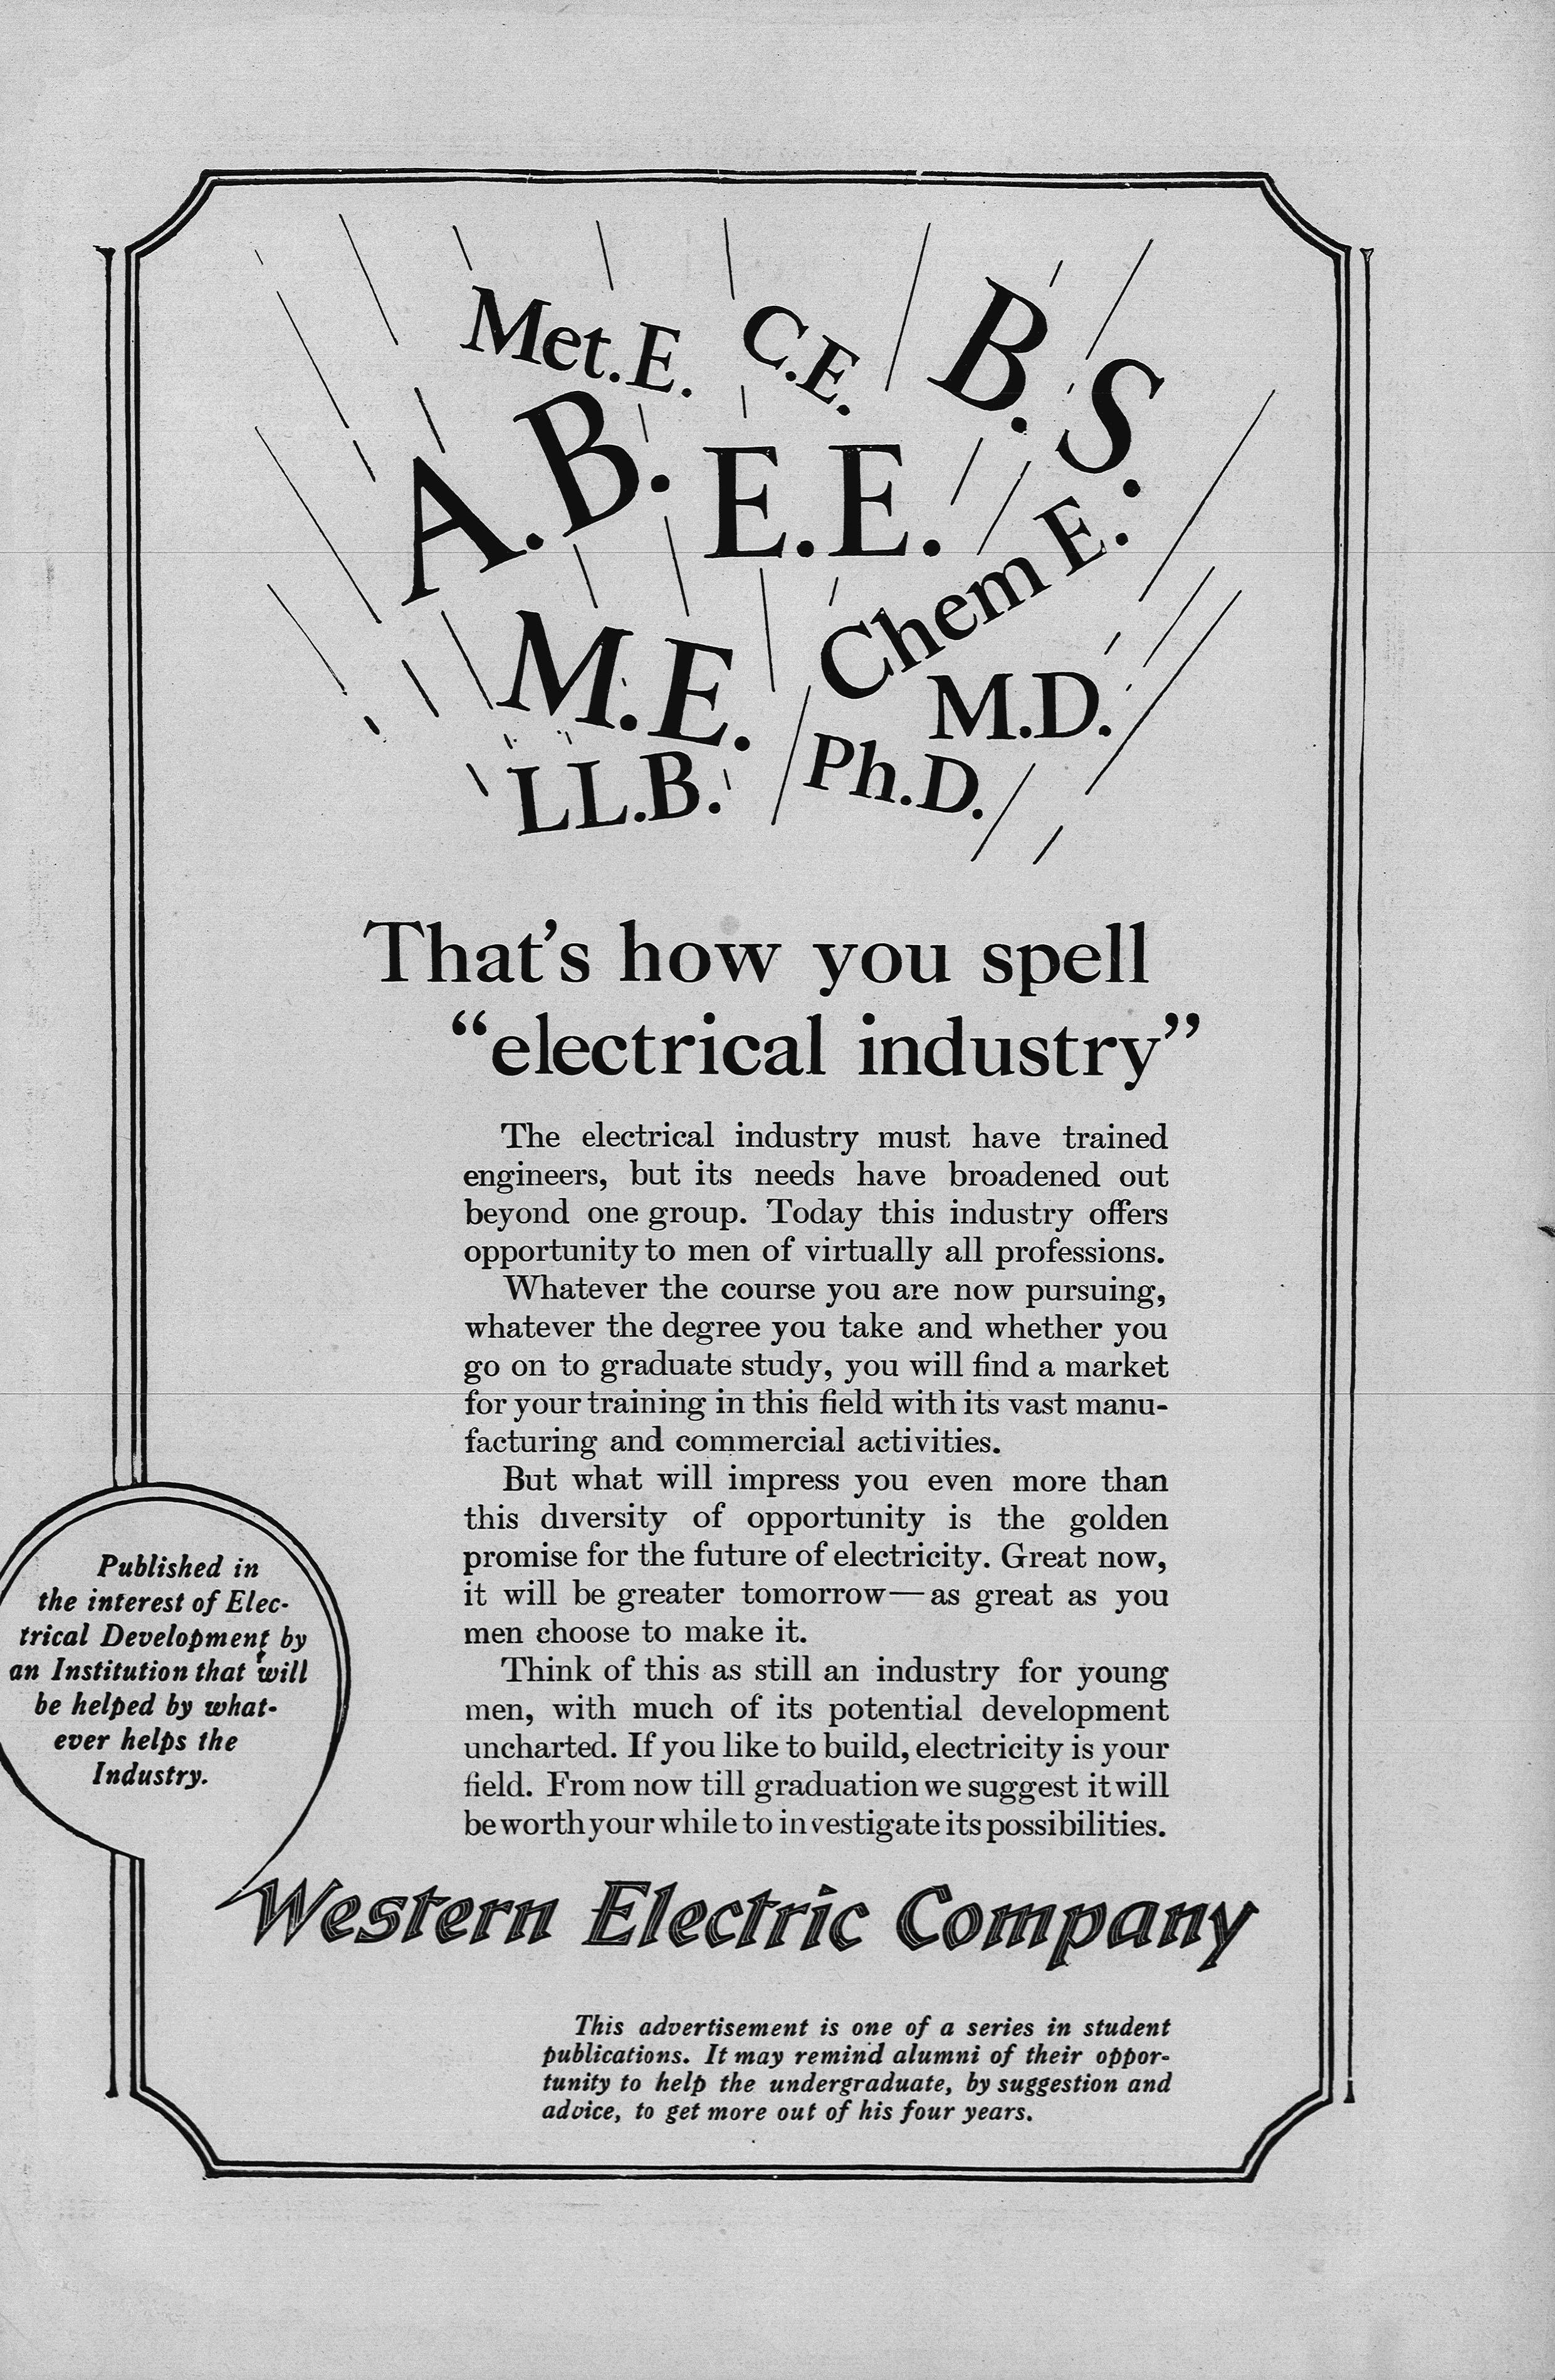 Met.E.
C.E.
B.S.
A.B.
E.E.
Chem E.
M.E.
M.D.
LL.B.
Ph.D.
That's how you spell
“electrical industry”
The electrical industry must have trained
engineers, but its needs have broadened out
beyond one group. Today this industry offers
opportunity to men of virtually all professions.
Whatever the course you are now pursuing,
whatever the degree you take and whether you
go on to graduate study, you will find a market
for your training in this field with its vast manu-
facturing and commercial activities.
But what will impress you even more than
this diversity of opportunity is the golden
promise for the future of electricity. Great now,
it will be greater tomorrow—as great as you
men choose to make it.
Think of this as still an industry for young
men, with much of its potential development
uncharted. If you like to build, electricity is your
field. From now till graduation we suggest it will
be worth your while to investigate its possibilities.
Published in
the interest of Elec-
trical Development by
an Institution that will
be helped by what-
ever helps the
Industry.
Western Electric Company
This advertisement is one of a series in student
publications. It may remind alumni of their oppor-
tunity to help the undergraduate, by suggestion and
advice, to get more out of his four years.